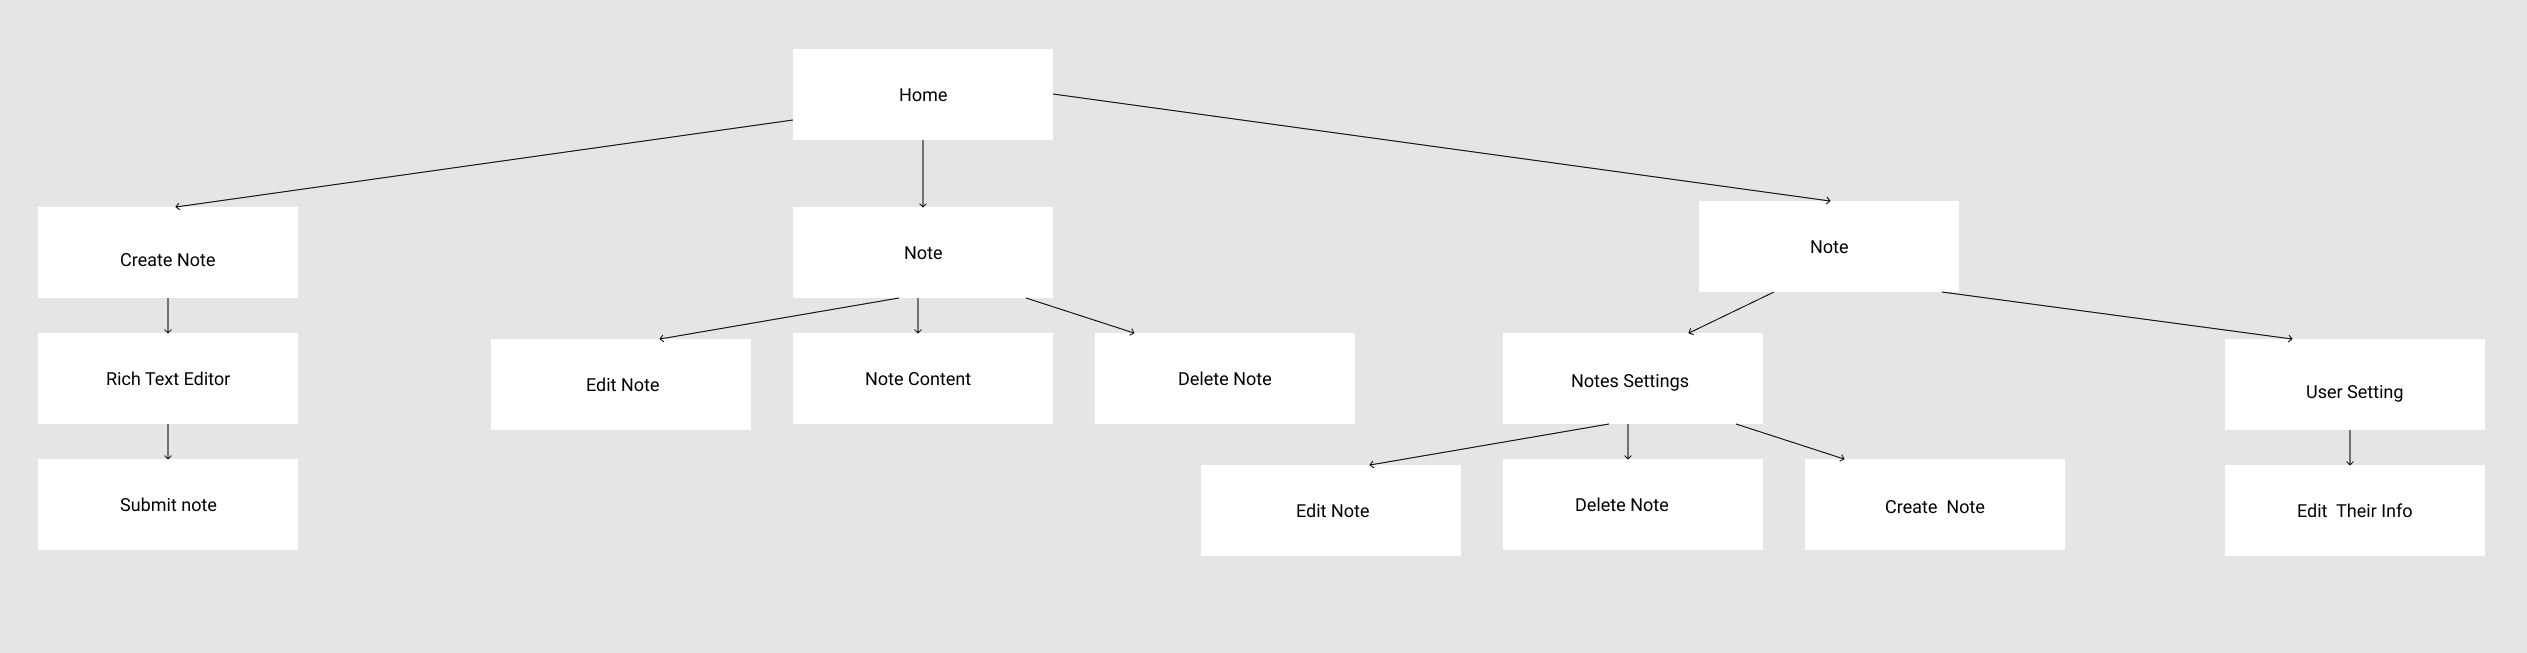 Home
Create Note
Note
Note
Rich Text Editor
Edit Note
Note Content
Delete Note
Notes Settings
User Setting
Submit note
Edit Note
Delete Note
Create  Note
Edit  Their Info